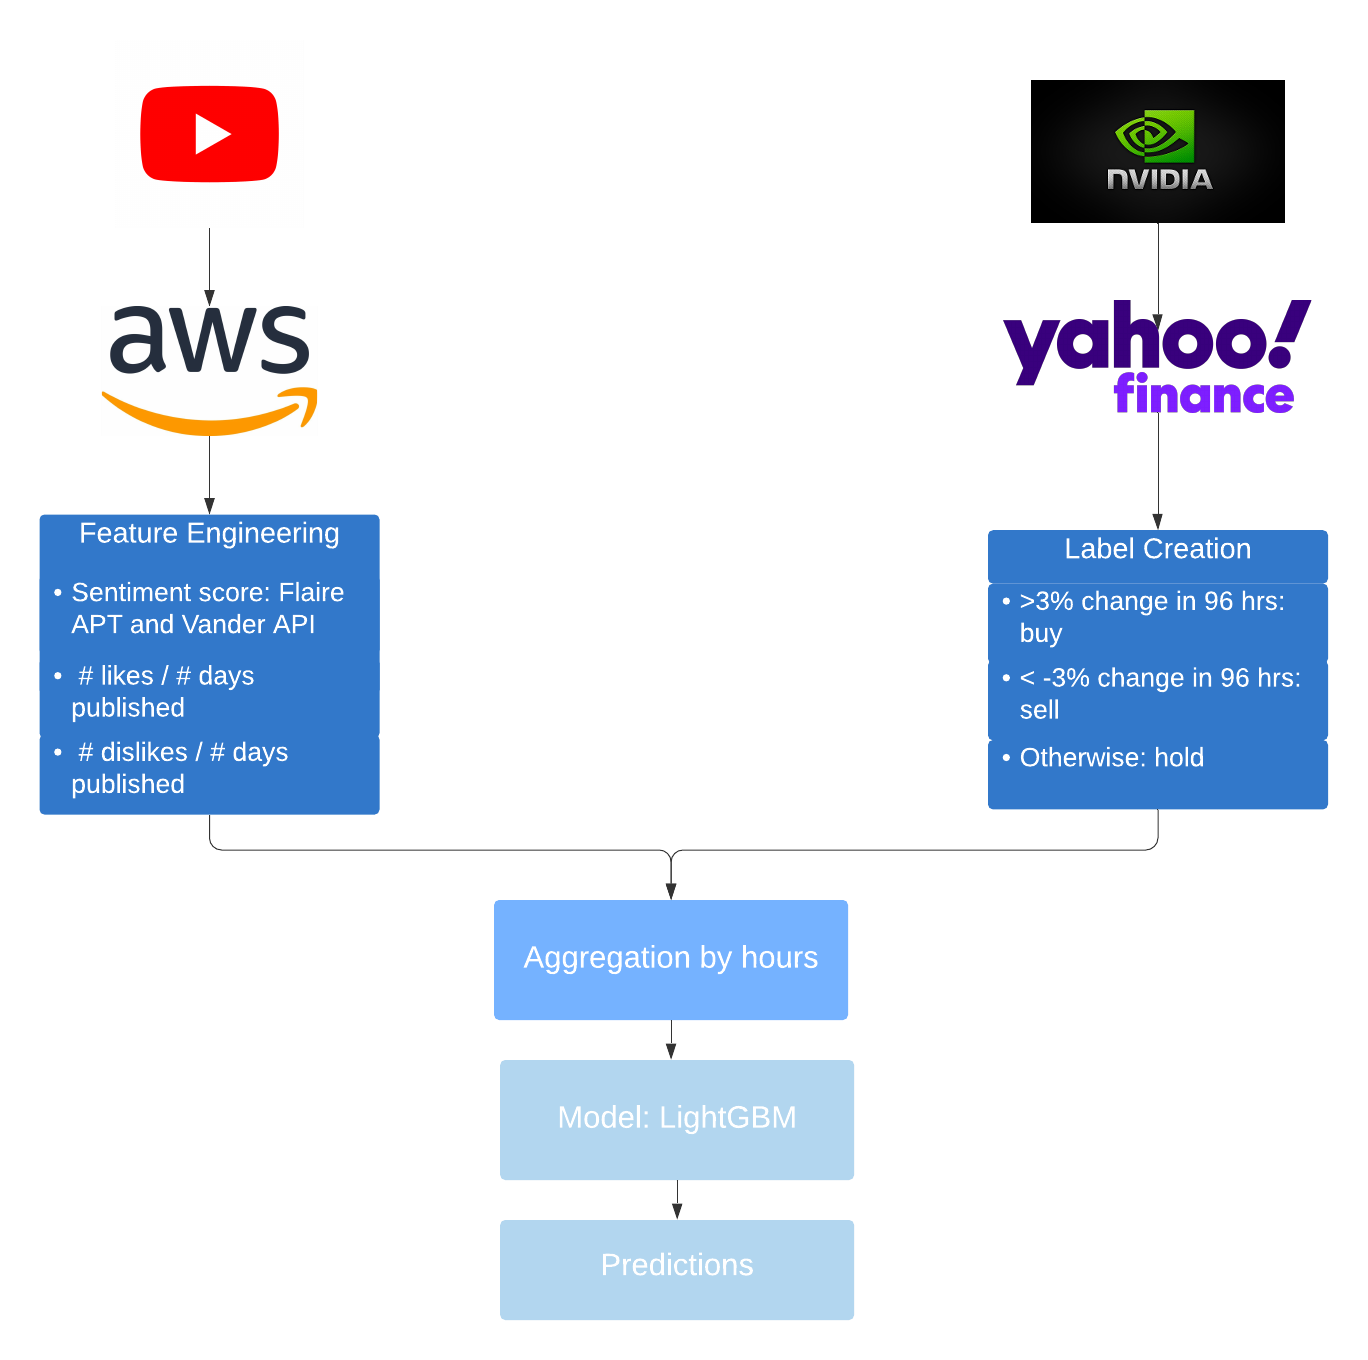 NVIDIA
aws
yahoo!
finance
Feature Engineering
• Sentiment score: Flaire
APT and Vander API
• # likes / # days
published
• # dislikes / # days
published
Label Creation
• >3% change in 96 hrs:
buy
• < -3% change in 96 hrs:
sell
• Otherwise: hold
Aggregation by hours
Model: LightGBM
Predictions